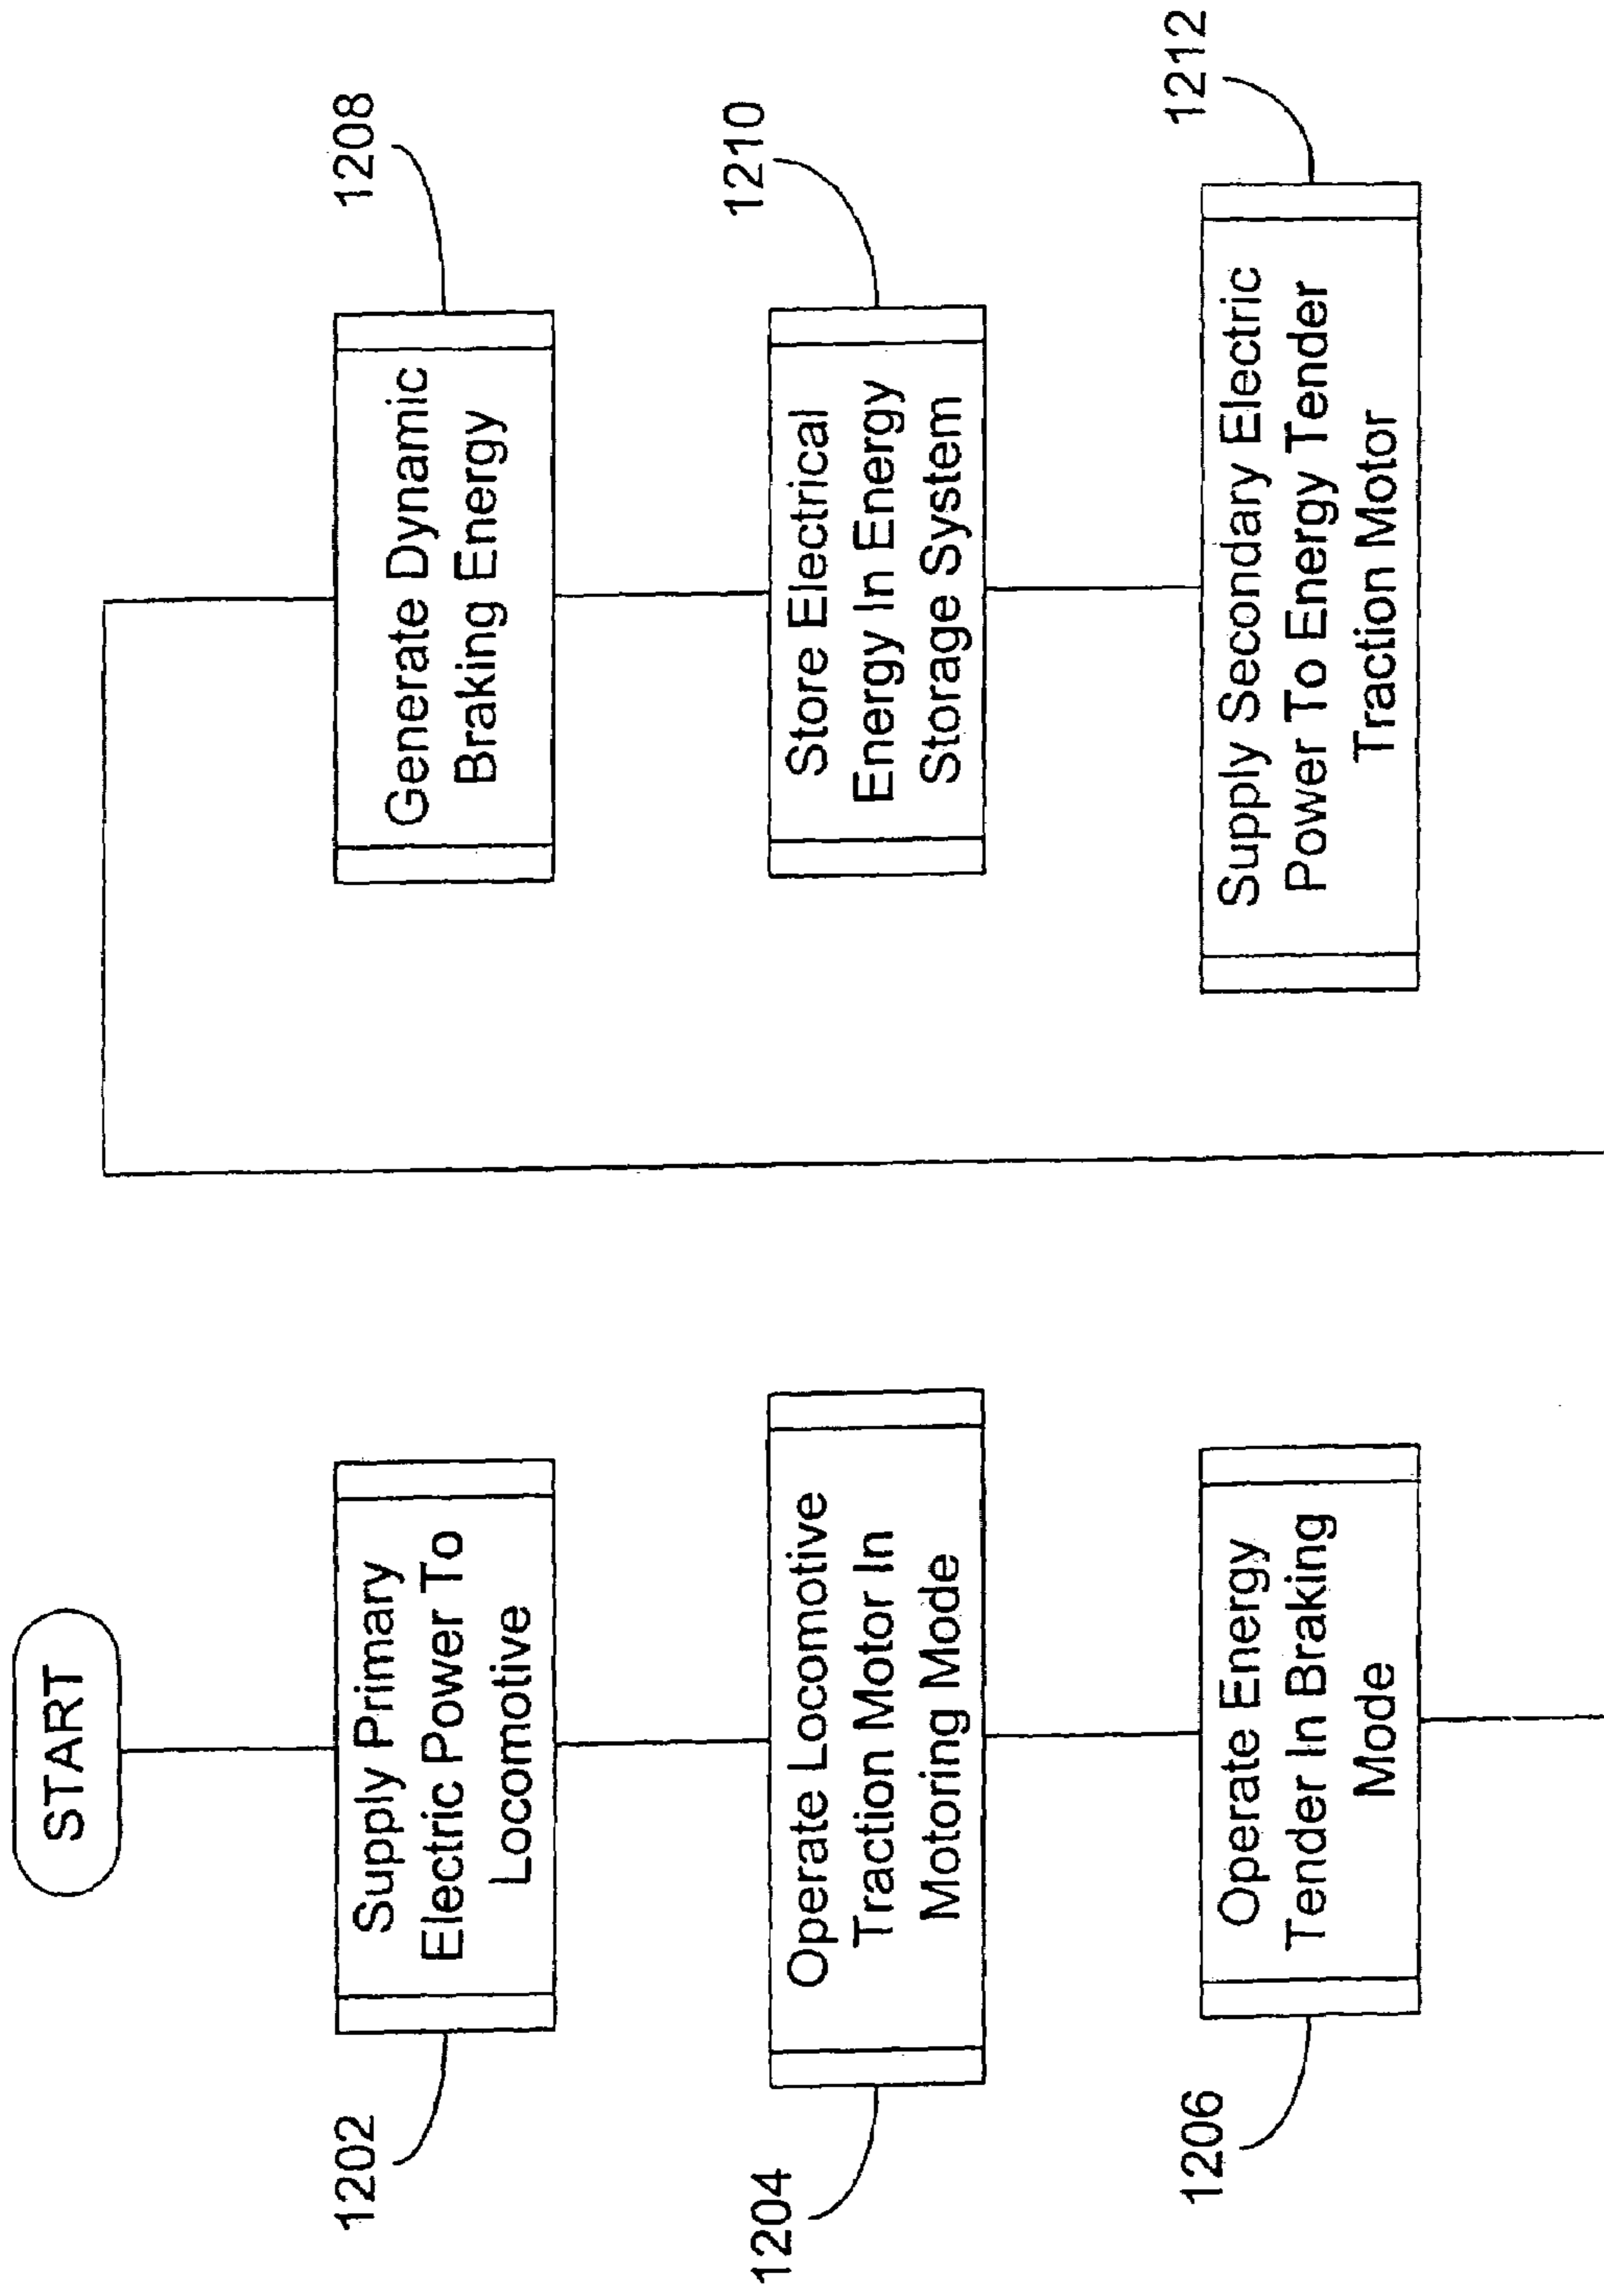 START
1202
Supply Primary
Electric Power To
Locomotive
1204
Operate Locomotive
Traction Motor In
Motoring Mode
1206
Operate Energy
Tender In Braking
Mode
1208
Generate Dynamic
Braking Energy
1210
Store Electrical
Energy In Energy
Storage System
1212
Supply Secondary Electric
Power To Energy Tender
Traction Motor